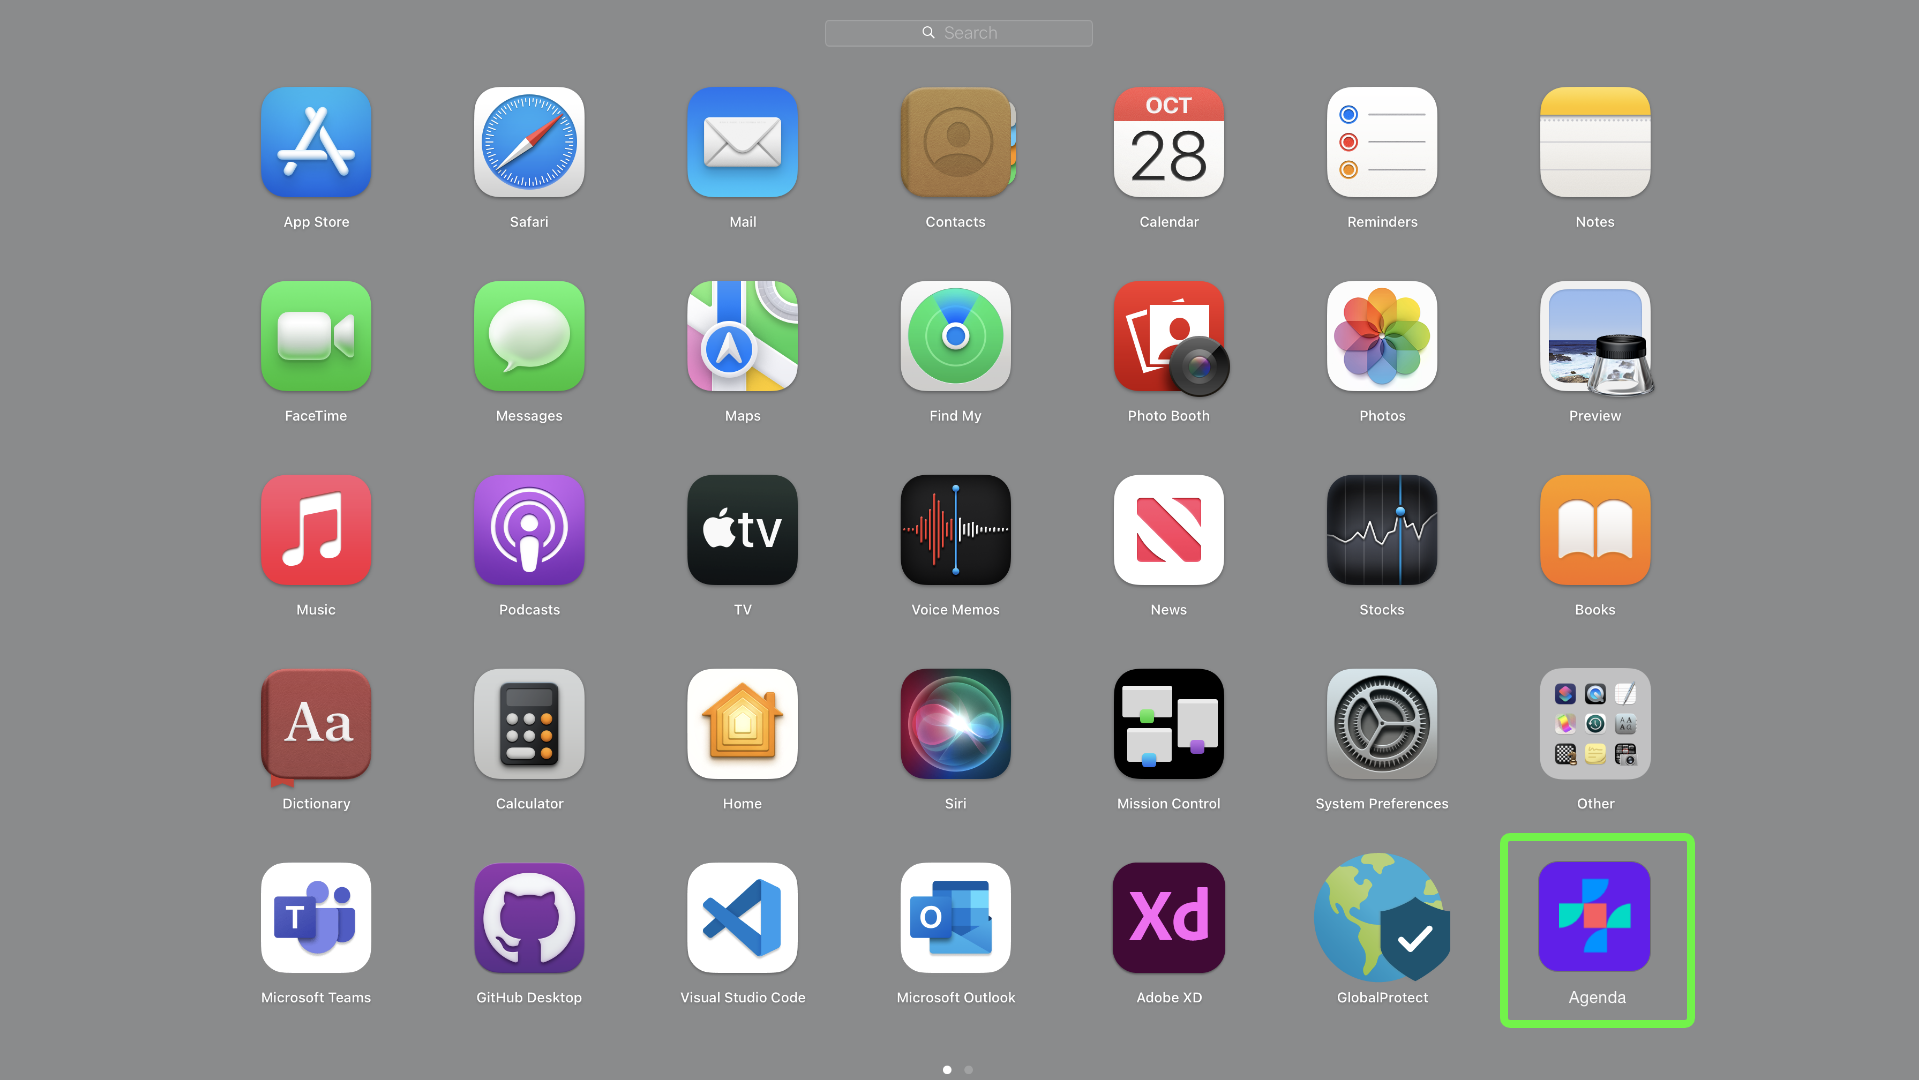 Search
OCT
28
App Store
Safari
Mail
Contacts
Calendar
Reminders
Notes
FaceTime
Messages
Maps
Find My
Photo Booth
Photos
Preview
tv
Music
Podcasts
TV
Voice Memos
News
Stocks
Books
Aa
Dictionary
Calculator
Home
Siri
Mission Control
System Preferences
Other
T
O
Xd
Microsoft Teams
GitHub Desktop
Visual Studio Code
Microsoft Outlook
Adobe XD
GlobalProtect
Agenda